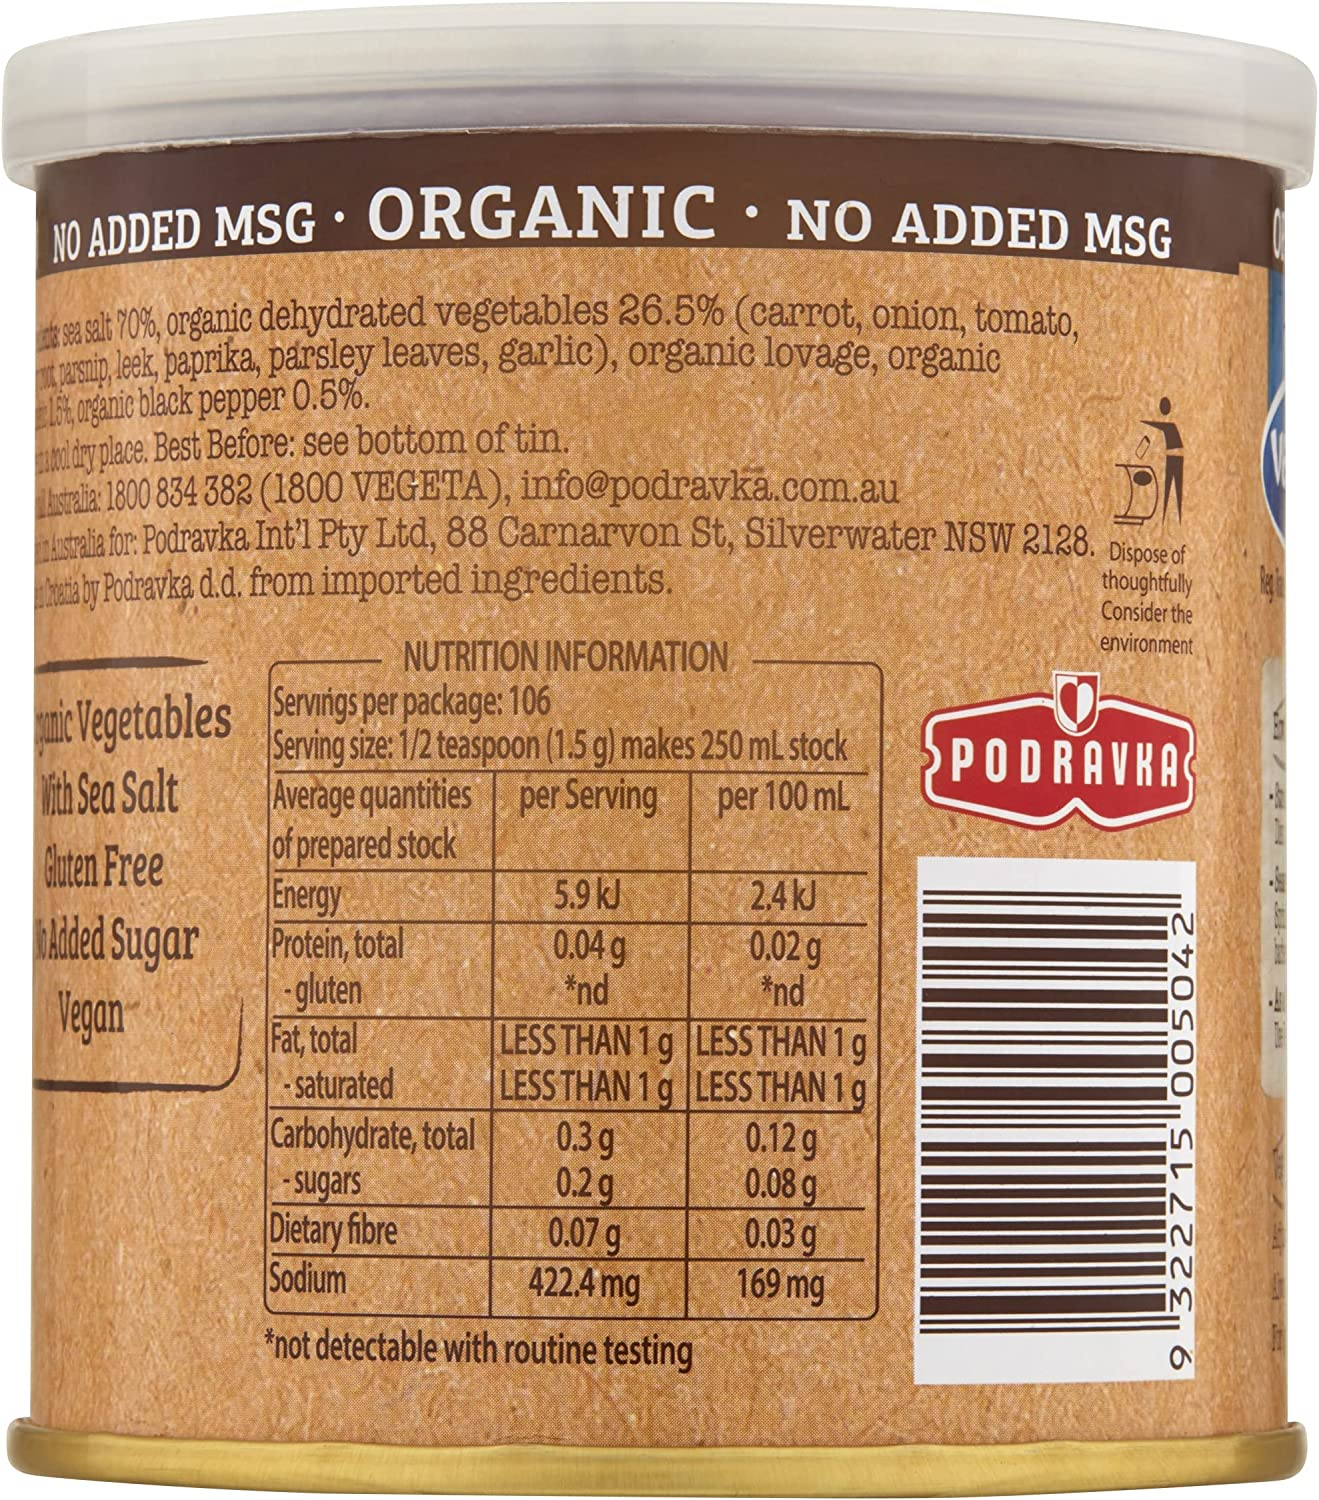 NO ADDED MSG · ORGANIC · NO ADDED MSG
sea salt 70%, organic dehydrated vegetables 26.5% (carrot, onion, tomato,
parsnip, leek, paprika, parsley leaves, garlic), organic lovage, organic
1.5%, organic black pepper 0.5%.
cool dry place. Best Before: see bottom of tin.
Australia: 1800 834 382 (1800 VEGETA), info@podravka.com.au
in Australia for: Podravka Int'l Pty Ltd, 88 Carnarvon St, Silverwater NSW 2128.
Croatia by Podravka d.d. from imported ingredients.
Dispose of
thoughtfully
Consider the
environment
Vegetables
With Sea Salt
Gluten Free
No Added Sugar
Vegan
NUTRITION INFORMATION
Servings per package: 106
Serving size: 1/2 teaspoon (1.5 g) makes 250 mL stock
Average quantities of prepared stock per Serving per 100 mL
Energy 5.9 kJ 2.4 kJ
Protein, total 0.04 g 0.02 g
- gluten *nd *nd
Fat, total LESS THAN 1 g LESS THAN 1 g
- saturated LESS THAN 1 g LESS THAN 1 g
Carbohydrate, total 0.3 g 0.12 g
- sugars 0.2 g 0.08 g
Dietary fibre 0.07 g 0.03 g
Sodium 422.4 mg 169 mg
*not detectable with routine testing
PODRAVKA
9 322715 005042